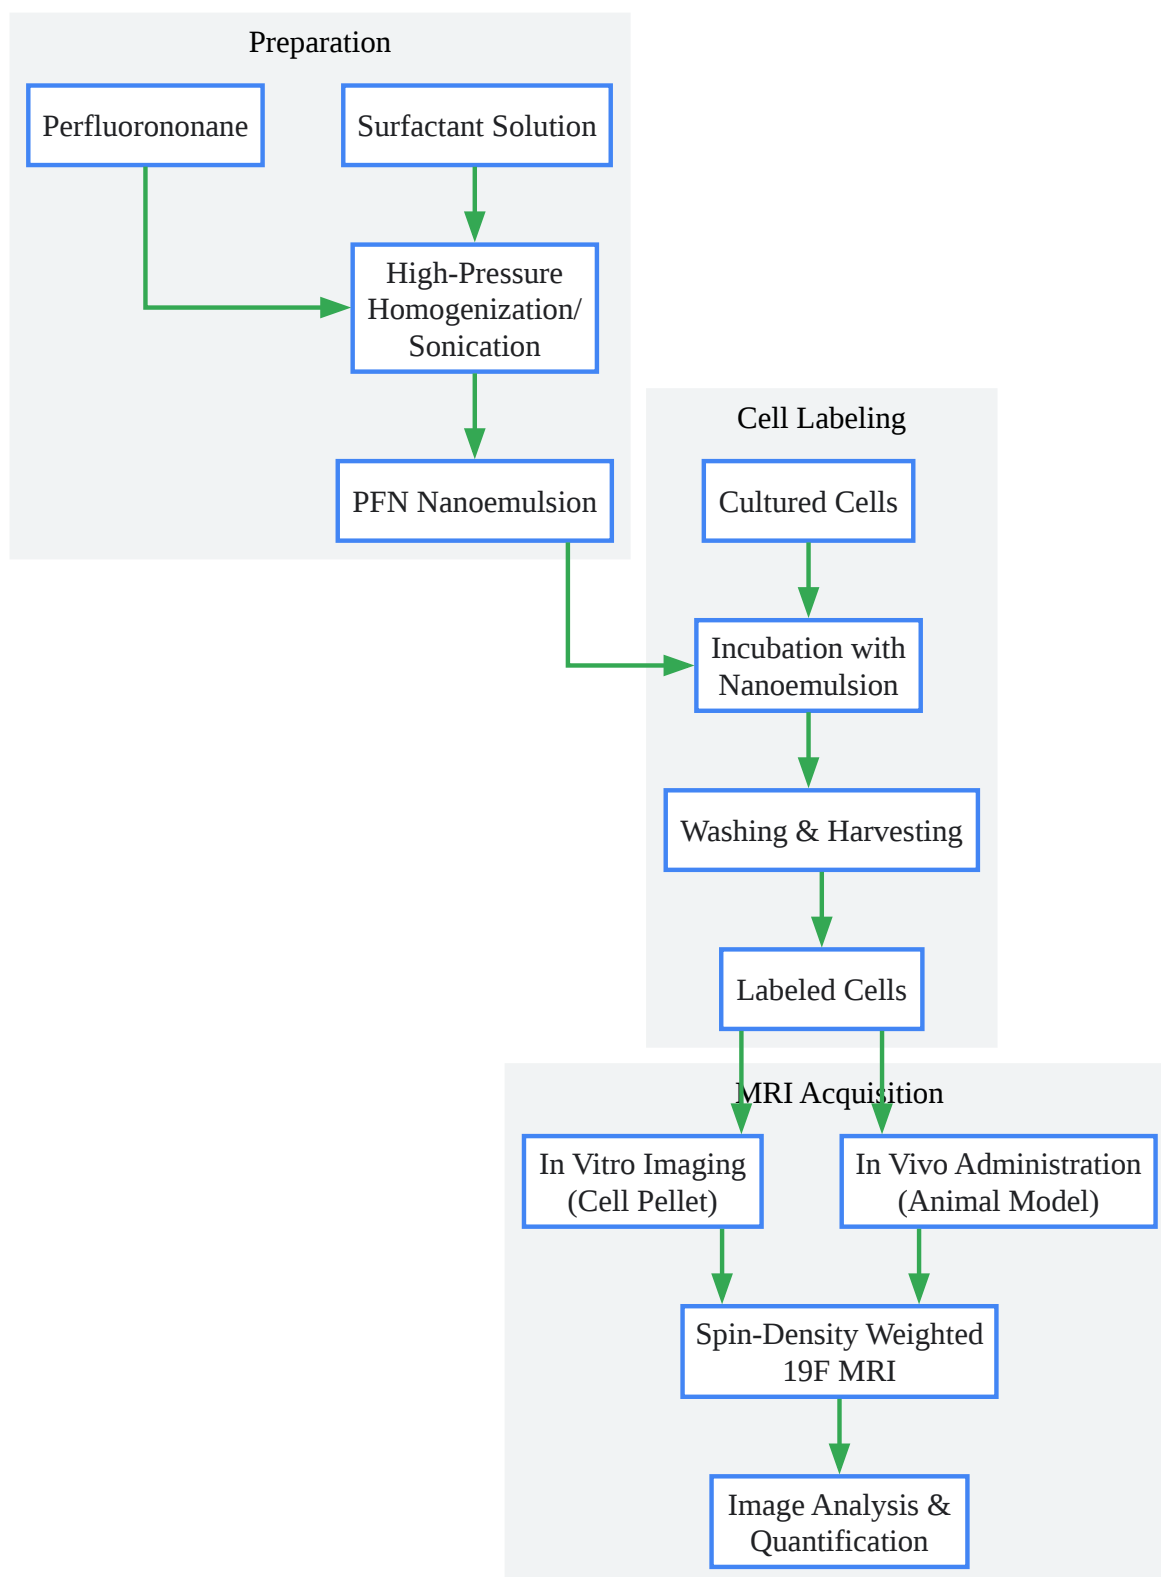 Preparation
Perfluorononane
Surfactant Solution
High-Pressure
Homogenization/
Sonication
PFN Nanoemulsion
Cell Labeling
Cultured Cells
Incubation with
Nanoemulsion
Washing & Harvesting
Labeled Cells
MRI Acquisition
In Vitro Imaging
(Cell Pellet)
In Vivo Administration
(Animal Model)
Spin-Density Weighted
19F MRI
Image Analysis &
Quantification